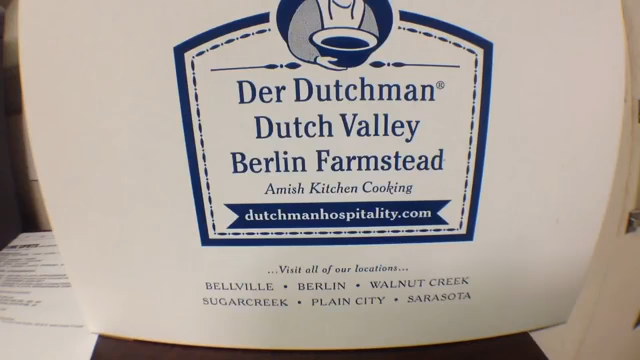 Der Dutchman®
Dutch Valley
Berlin Farmstead
Amish Kitchen Cooking
dutchmanhospitality.com
...Visit all of our locations...
BELLVILLE • BERLIN • WALNUT CREEK
SUGARCREEK • PLAIN CITY • SARASOTA